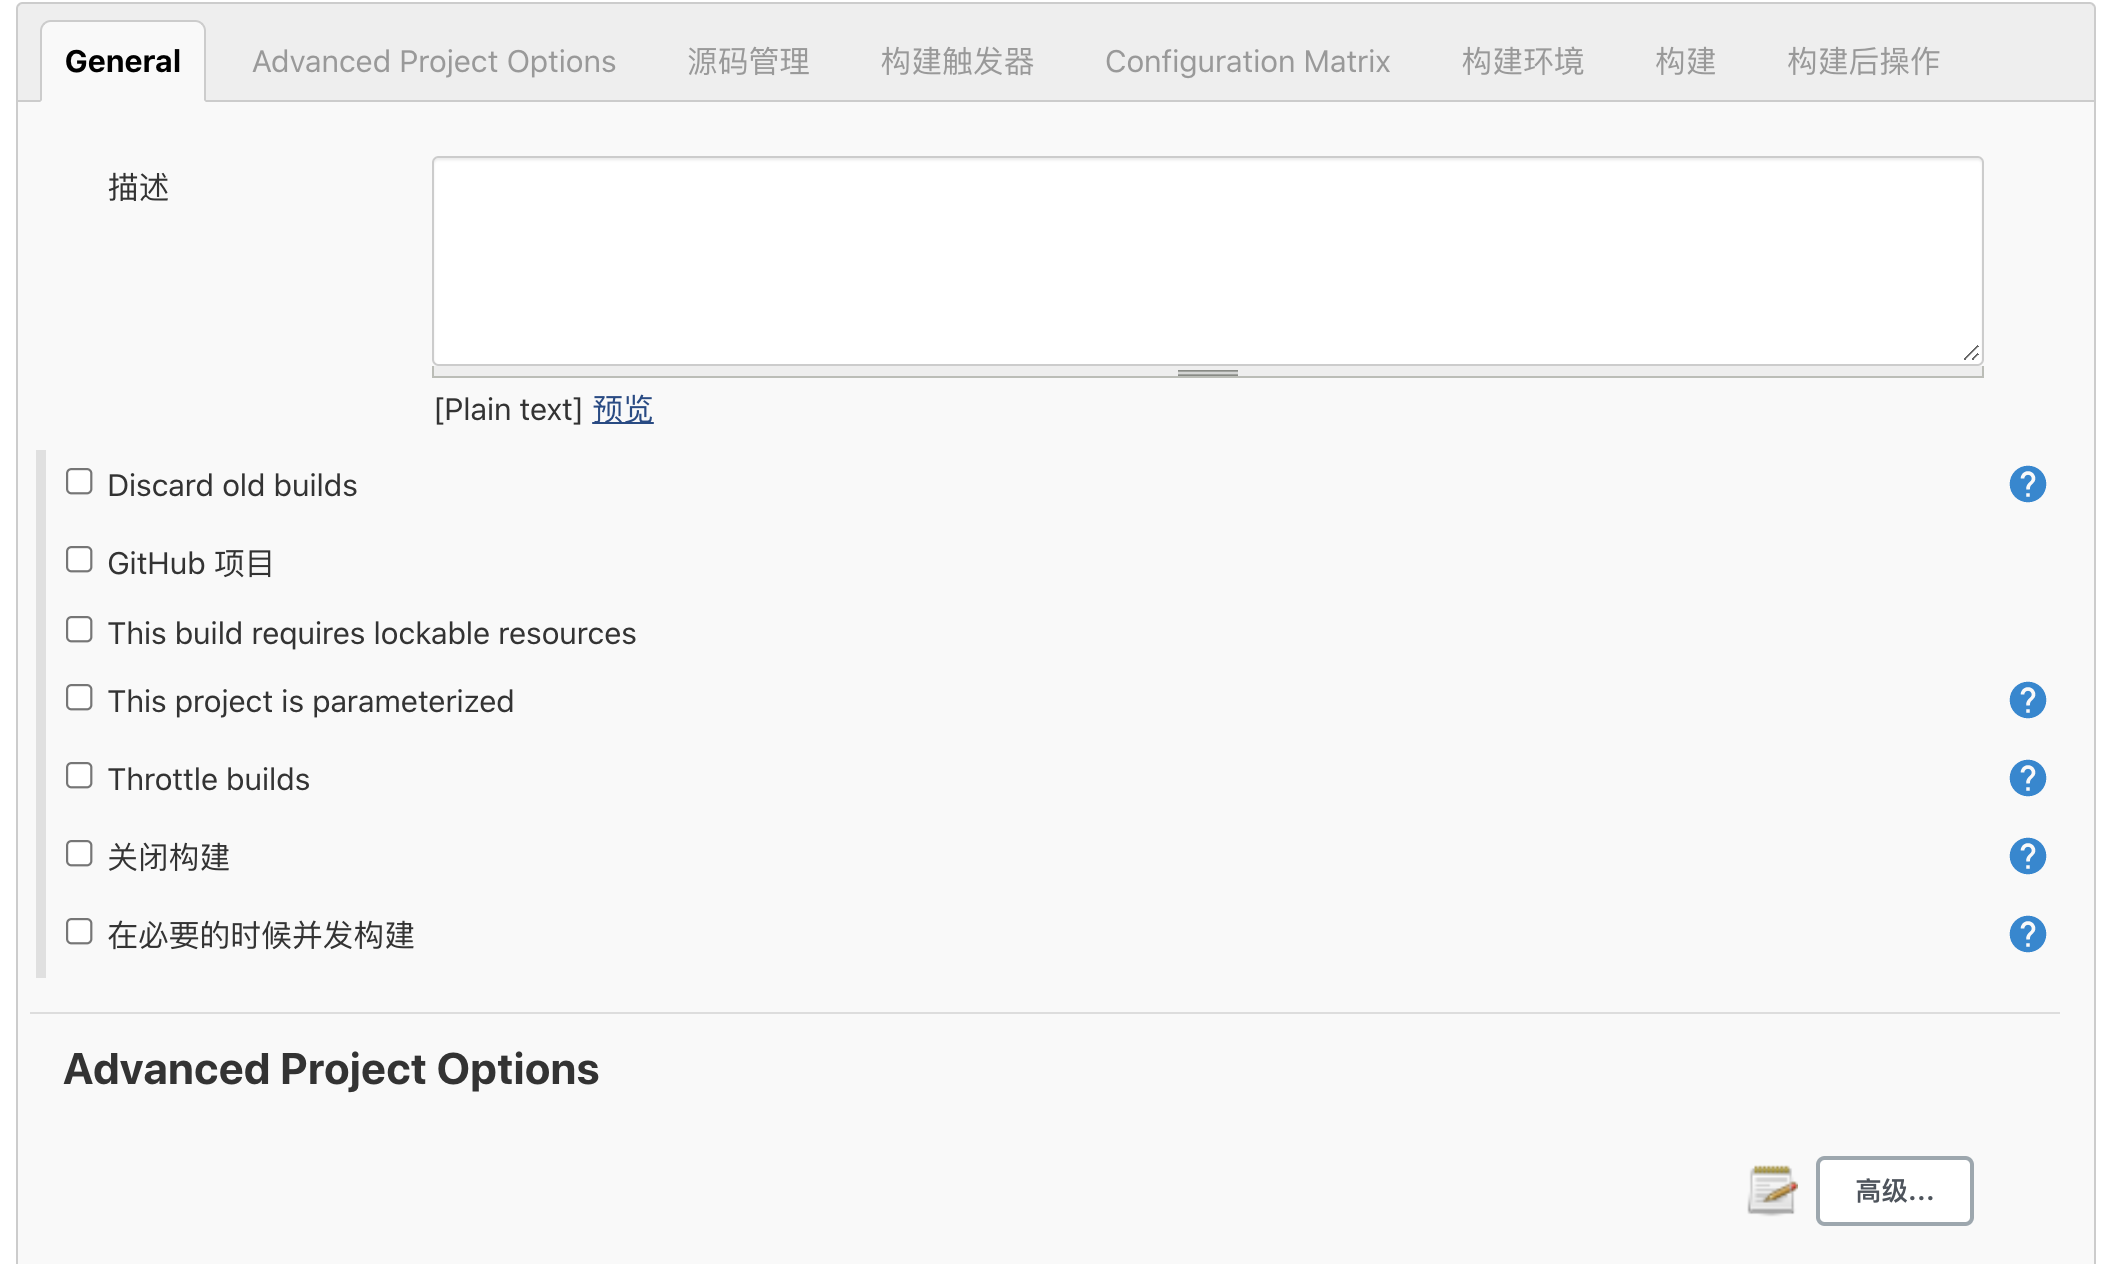 General Advanced Project Options 源码管理 构建触发器 Configuration Matrix 构建环境 构建 构建后操作
描述
[Plain text] 预览
Discard old builds
GitHub 项目
This build requires lockable resources
This project is parameterized
Throttle builds
关闭构建
在必要的时候并发构建
Advanced Project Options
高级...